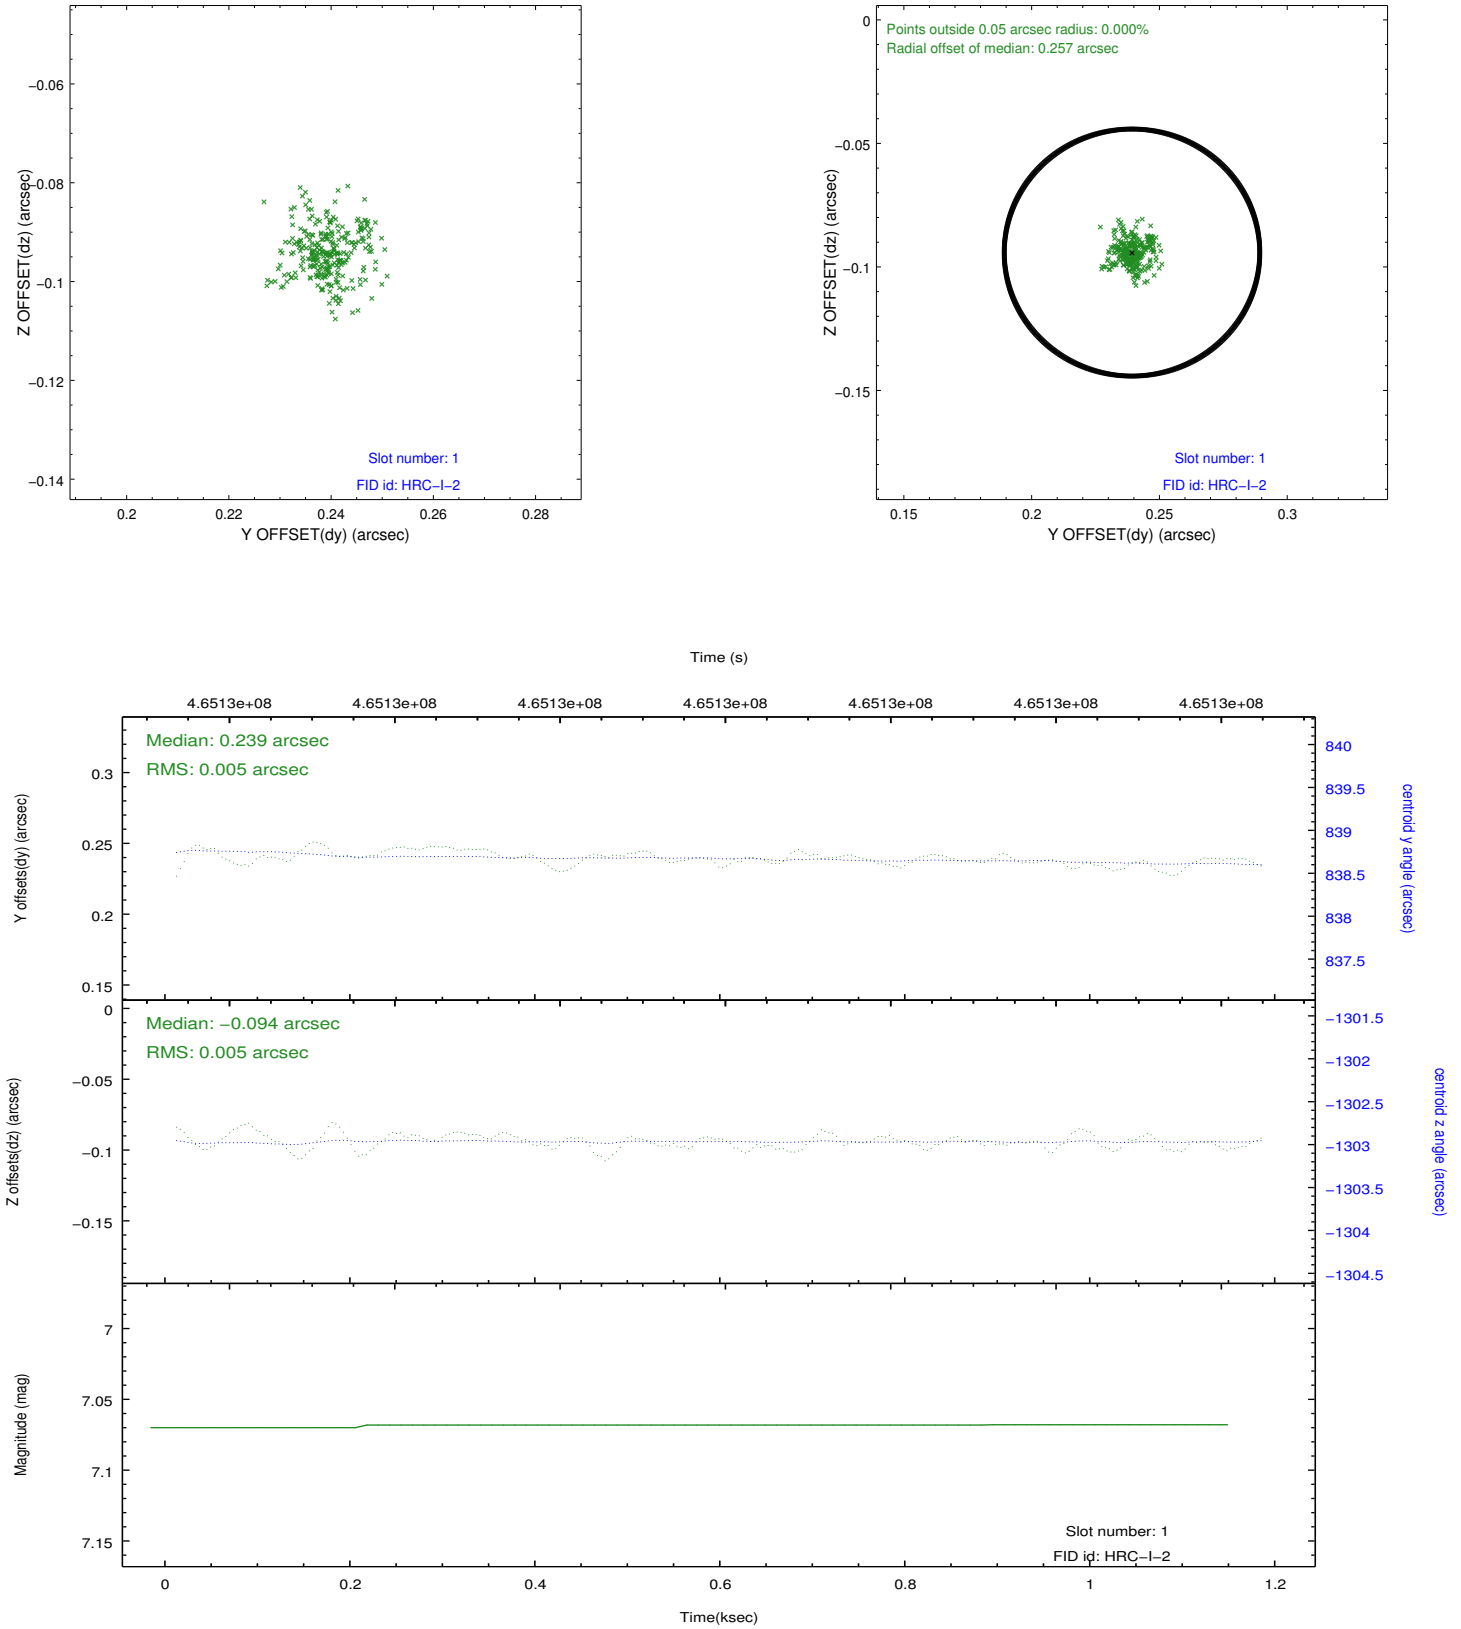 −0.06
−0.08
−0.1
−0.12
−0.14
Z OFFSET(dz) (arcsec)
Slot number: 1
FID id: HRC−I−2
0.2 0.22 0.24 0.26 0.28
Y OFFSET(dy) (arcsec)
Points outside 0.05 arcsec radius: 0.000%
Radial offset of median: 0.257 arcsec
0
−0.05
−0.1
−0.15
Z OFFSET(dz) (arcsec)
Slot number: 1
FID id: HRC−I−2
0.15 0.2 0.25 0.3
Y OFFSET(dy) (arcsec)
Time (s)
4.6513e+08 4.6513e+08 4.6513e+08 4.6513e+08 4.6513e+08 4.6513e+08 4.6513e+08
Median: 0.239 arcsec
RMS: 0.005 arcsec
0.3
0.25
0.2
0.15
Y offsets(dy) (arcsec)
840
839.5
839
838.5
838
837.5
centroid y angle (arcsec)
Median: −0.094 arcsec
RMS: 0.005 arcsec
0
−0.05
−0.1
−0.15
Z offsets(dz) (arcsec)
−1301.5
−1302
−1302.5
−1303
−1303.5
−1304
−1304.5
centroid z angle (arcsec)
7
7.05
7.1
7.15
Magnitude (mag)
Slot number: 1
FID id: HRC−I−2
0 0.2 0.4 0.6 0.8 1 1.2
Time(ksec)